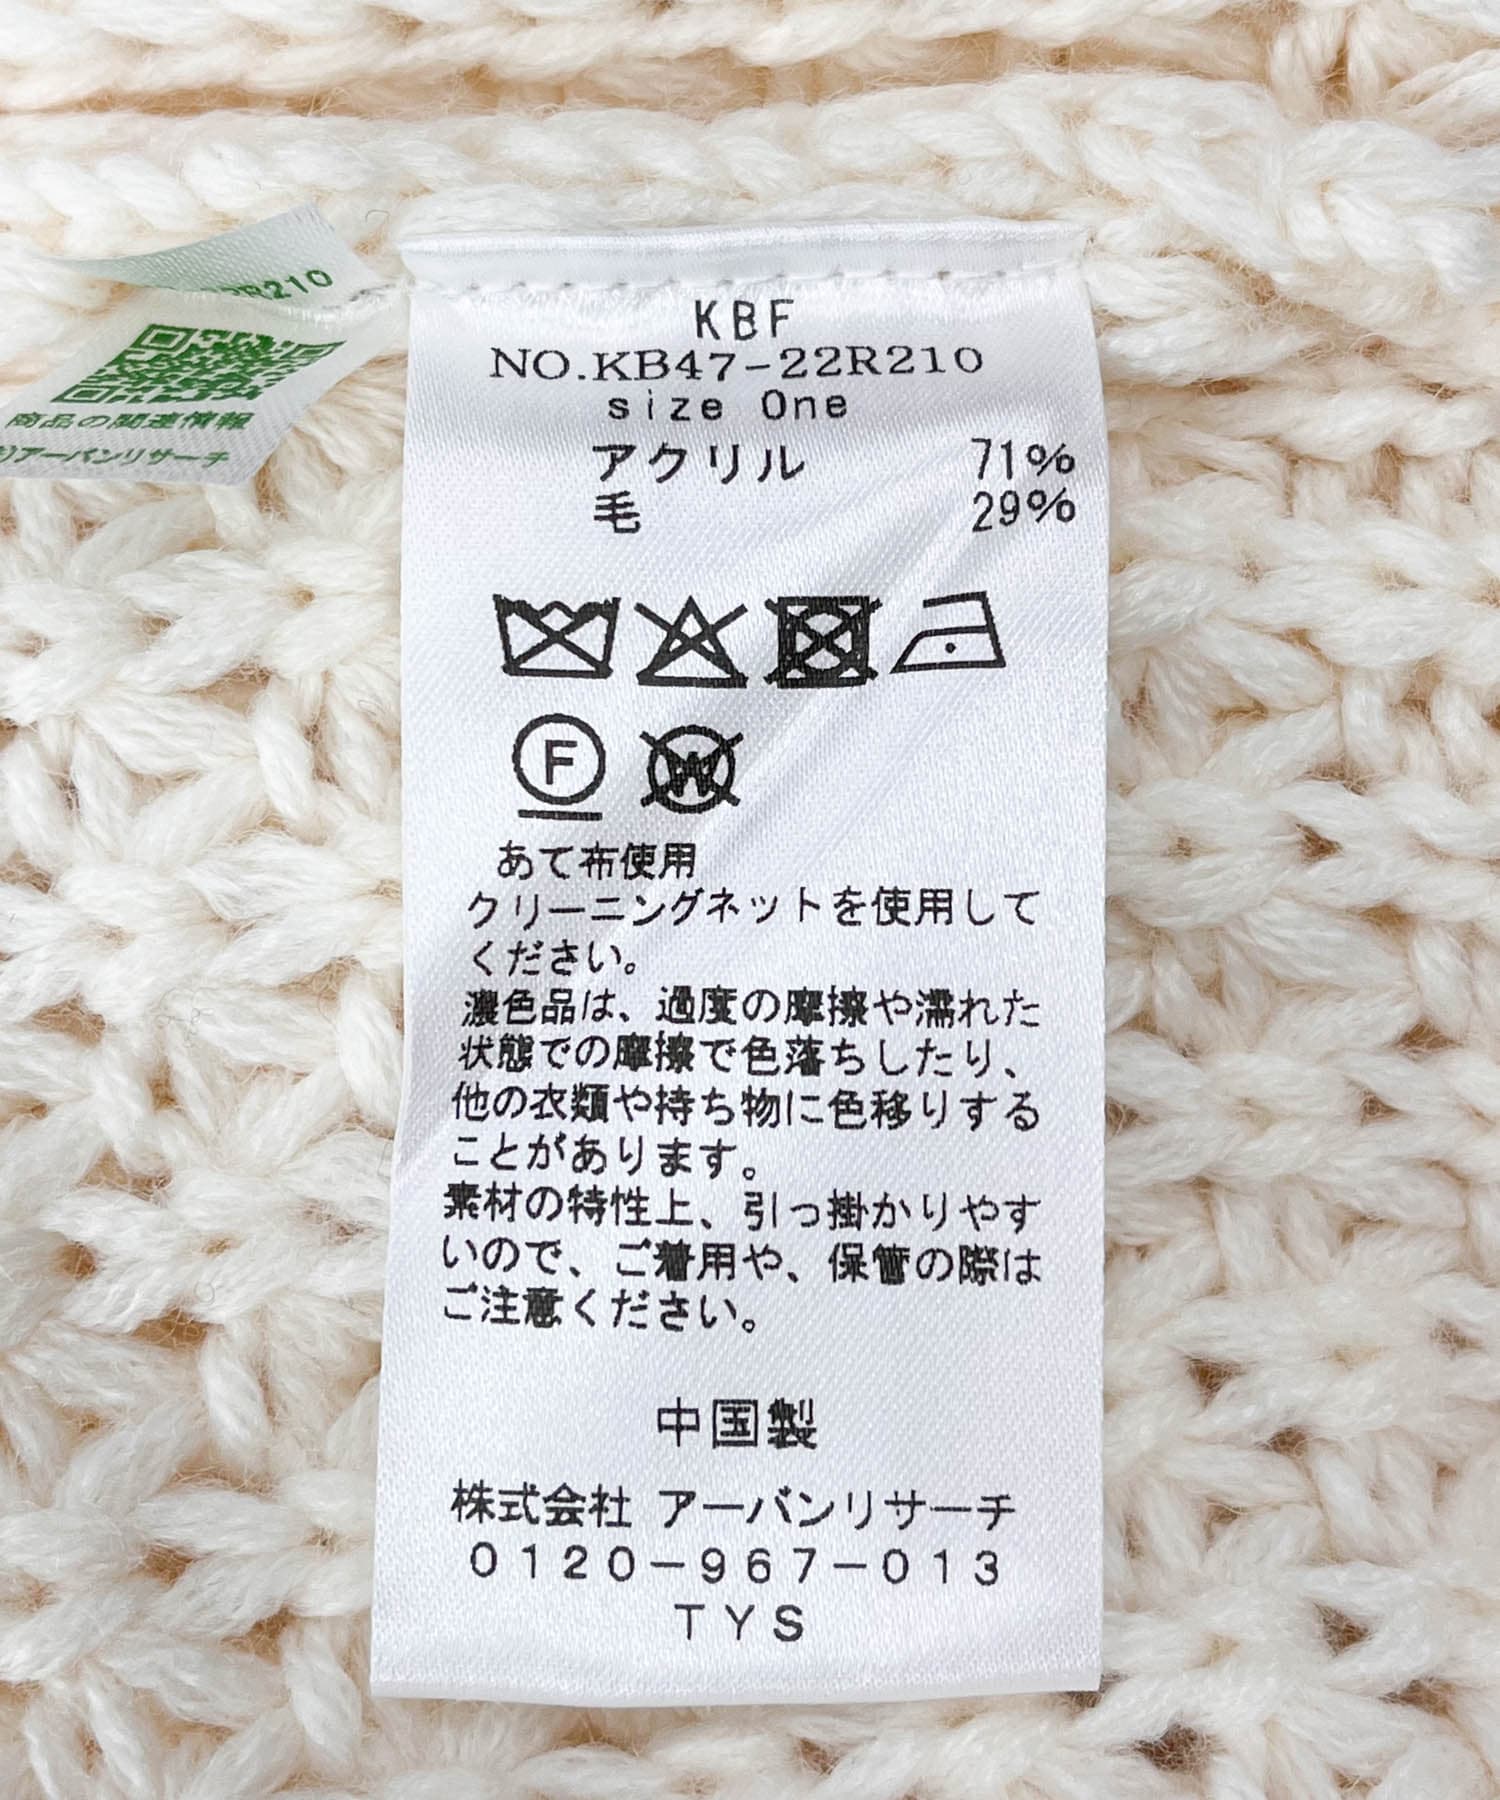 KBF
NO.KB47-22R210
size One
アクリル 71%
毛 29%
F
W
あて布使用
クリーニングネットを使用して
ください。
濃色品は、過度の摩擦や濡れた
状態での摩擦で色落ちしたり、
他の衣類や持ち物に色移りする
ことがあります。
素材の特性上、引っ掛かりやす
いので、ご着用や、保管の際は
ご注意ください。
中国製
株式会社 アーバンリサーチ
0120-967-013
TYS
R210
商品の関連情報
)アーバンリサーチ